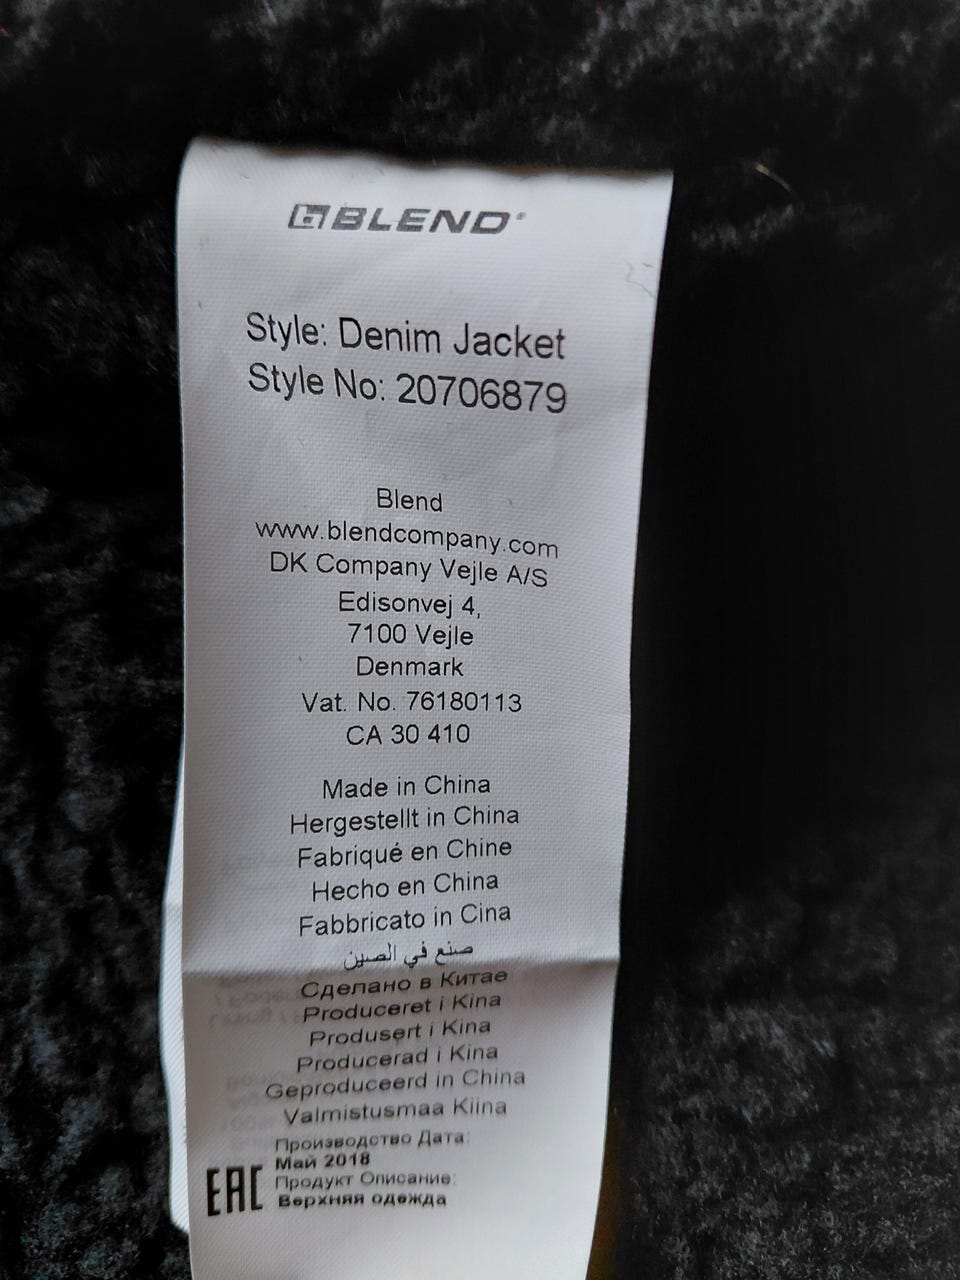 BLEND®
Style: Denim Jacket
Style No: 20706879
Blend
www.blendcompany.com
DK Company Vejle A/S
Edisonvej 4,
7100 Vejle
Denmark
Vat. No. 76180113
CA 30 410
Made in China
Hergestellt in China
Fabriqué en Chine
Hecho en China
Fabbricato in Cina
صنع في الصين
Сделано в Китае
Produceret i Kina
Produsert i Kina
Producerad i Kina
Geproduceerd in China
Valmistusmaa Kiina
Производство Дата:
Май 2018
Продукт Описание:
Верхняя одежда
EAC